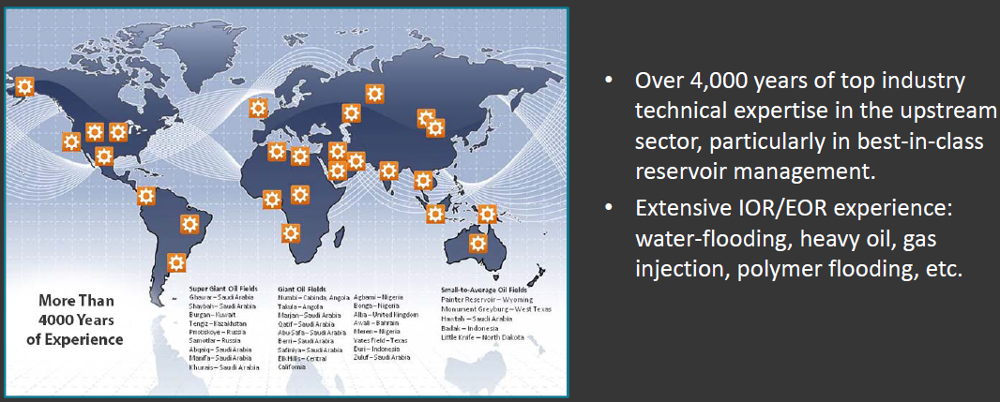 More Than
4000 Years
of Experience
Super Giant Oil Fields
Ghawar – Saudi Arabia
Shaybah – Saudi Arabia
Burgan – Kuwait
Tengiz – Kazakhstan
Priobskoye – Russia
Samotlar – Russia
Abqaiq – Saudi Arabia
Manifa – Saudi Arabia
Khurais – Saudi Arabia
Giant Oil Fields
Numbi – Cabinda, Angola
Takula – Angola
Marjan – Saudi Arabia
Qatif – Saudi Arabia
Abu Safa – Saudi Arabia
Berri – Saudi Arabia
Safiniya – Saudi Arabia
Elk Hills – Central
California
Agbami – Nigeria
Bonga – Nigeria
Alba – United Kingdom
Awali – Bahrain
Meren – Nigeria
Yates Field – Texas
Duri – Indonesia
Zuluf – Saudi Arabia
Small-to-Average Oil Fields
Painter Reservoir – Wyoming
Monument Greyburg – West Texas
Hawtah – Saudi Arabia
Badak – Indonesia
Little Knife – North Dakota
• Over 4,000 years of top industry
technical expertise in the upstream
sector, particularly in best-in-class
reservoir management.
• Extensive IOR/EOR experience:
water-flooding, heavy oil, gas
injection, polymer flooding, etc.